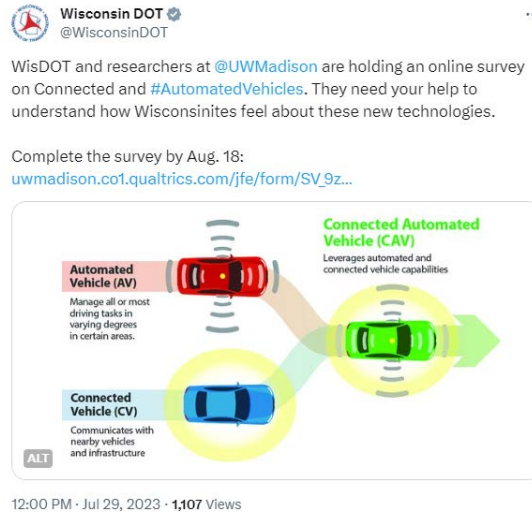 Wisconsin DOT
@WisconsinDOT
WisDOT and researchers at @UWMadison are holding an online survey
on Connected and #AutomatedVehicles. They need your help to
understand how Wisconsinites feel about these new technologies.
Complete the survey by Aug. 18:
uwmadison.co1.qualtrics.com/jfe/form/SV_9z...
Connected Automated
Vehicle (CAV)
Leverages automated and
connected vehicle capabilities
Automated
Vehicle (AV)
Manage all or most
driving tasks in
varying degrees
in certain areas.
Connected
Vehicle (CV)
Communicates with
nearby vehicles
and infrastructure
ALT
12:00 PM · Jul 29, 2023 · 1,107 Views